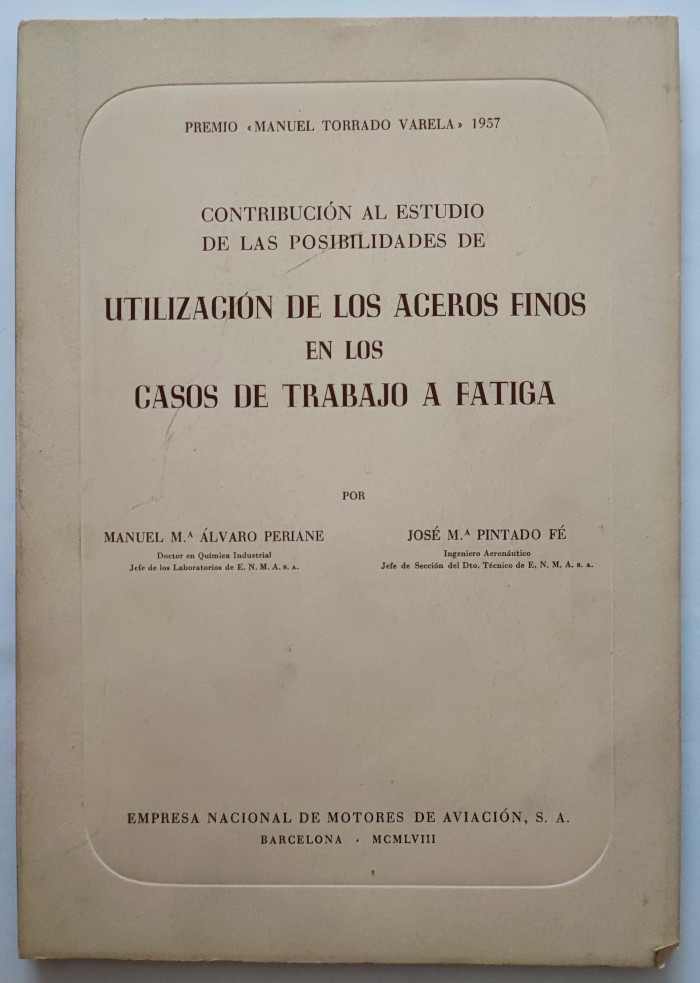 PREMIO «MANUEL TORRADO VARELA» 1957
CONTRIBUCIÓN AL ESTUDIO
DE LAS POSIBILIDADES DE
UTILIZACIÓN DE LOS ACEROS FINOS
EN LOS
CASOS DE TRABAJO A FATIGA
POR
MANUEL M.ª ÁLVARO PERIANE
Doctor en Química Industrial
Jefe de los Laboratorios de E. N. M. A. S. A.
JOSÉ M.ª PINTADO FÉ
Ingeniero Aeronáutico
Jefe de Sección del Dto. Técnico de E. N. M. A. S. A.
EMPRESA NACIONAL DE MOTORES DE AVIACIÓN, S. A.
BARCELONA · MCMLVIII